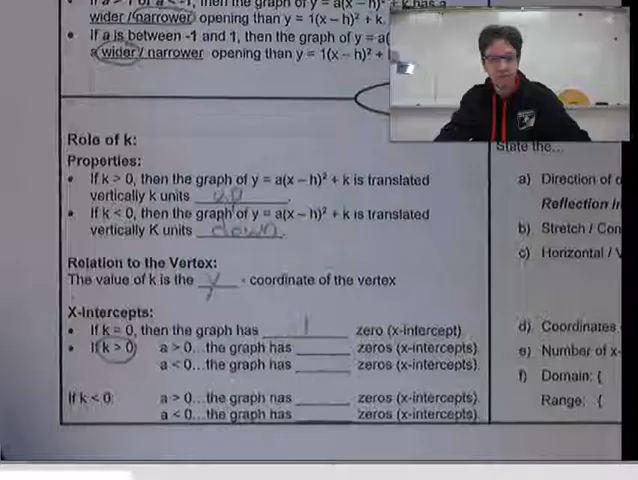 wider / narrower opening than y = 1(x – h)² + k.
• If a is between -1 and 1, then the graph of y = a(
a wider / narrower opening than y = 1(x – h)² +
Role of k:
Properties:
• If k > 0, then the graph of y = a(x – h)² + k is translated
vertically k units up.
• If k < 0, then the graph of y = a(x – h)² + k is translated
vertically K units down.
Relation to the Vertex:
The value of k is the y - coordinate of the vertex
X-Intercepts:
• If k = 0, then the graph has 1 zero (x-intercept).
• If k > 0 a > 0...the graph has ______ zeros (x-intercepts).
a < 0...the graph has ______ zeros (x-intercepts).
If k < 0: a > 0...the graph has ______ zeros (x-intercepts).
a < 0...the graph has ______ zeros (x-intercepts).
State the...
a) Direction of
Reflection
b) Stretch /
c) Horizontal /
d) Coordinates
e) Number of x-
f) Domain: {
Range: {